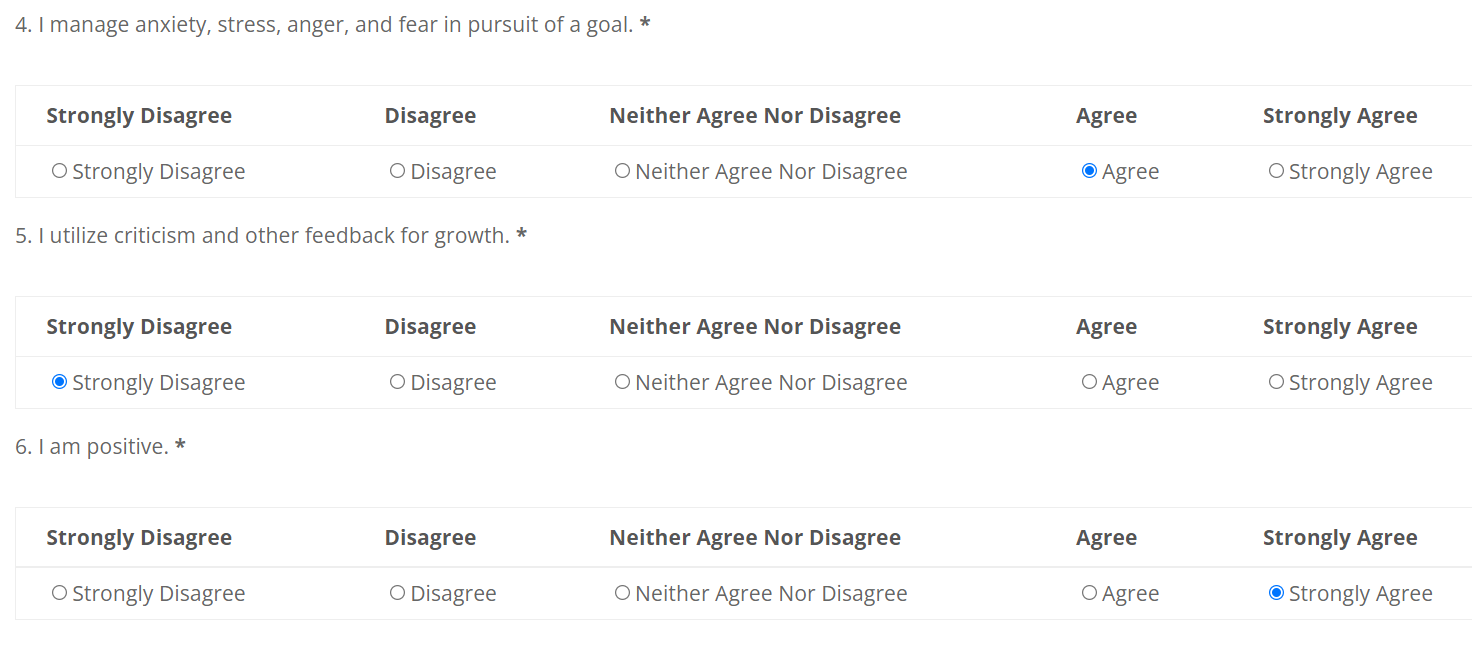 4. I manage anxiety, stress, anger, and fear in pursuit of a goal. *
Strongly Disagree Disagree Neither Agree Nor Disagree Agree Strongly Agree
Strongly Disagree Disagree Neither Agree Nor Disagree Agree Strongly Agree
5. I utilize criticism and other feedback for growth. *
Strongly Disagree Disagree Neither Agree Nor Disagree Agree Strongly Agree
Strongly Disagree Disagree Neither Agree Nor Disagree Agree Strongly Agree
6. I am positive. *
Strongly Disagree Disagree Neither Agree Nor Disagree Agree Strongly Agree
Strongly Disagree Disagree Neither Agree Nor Disagree Agree Strongly Agree